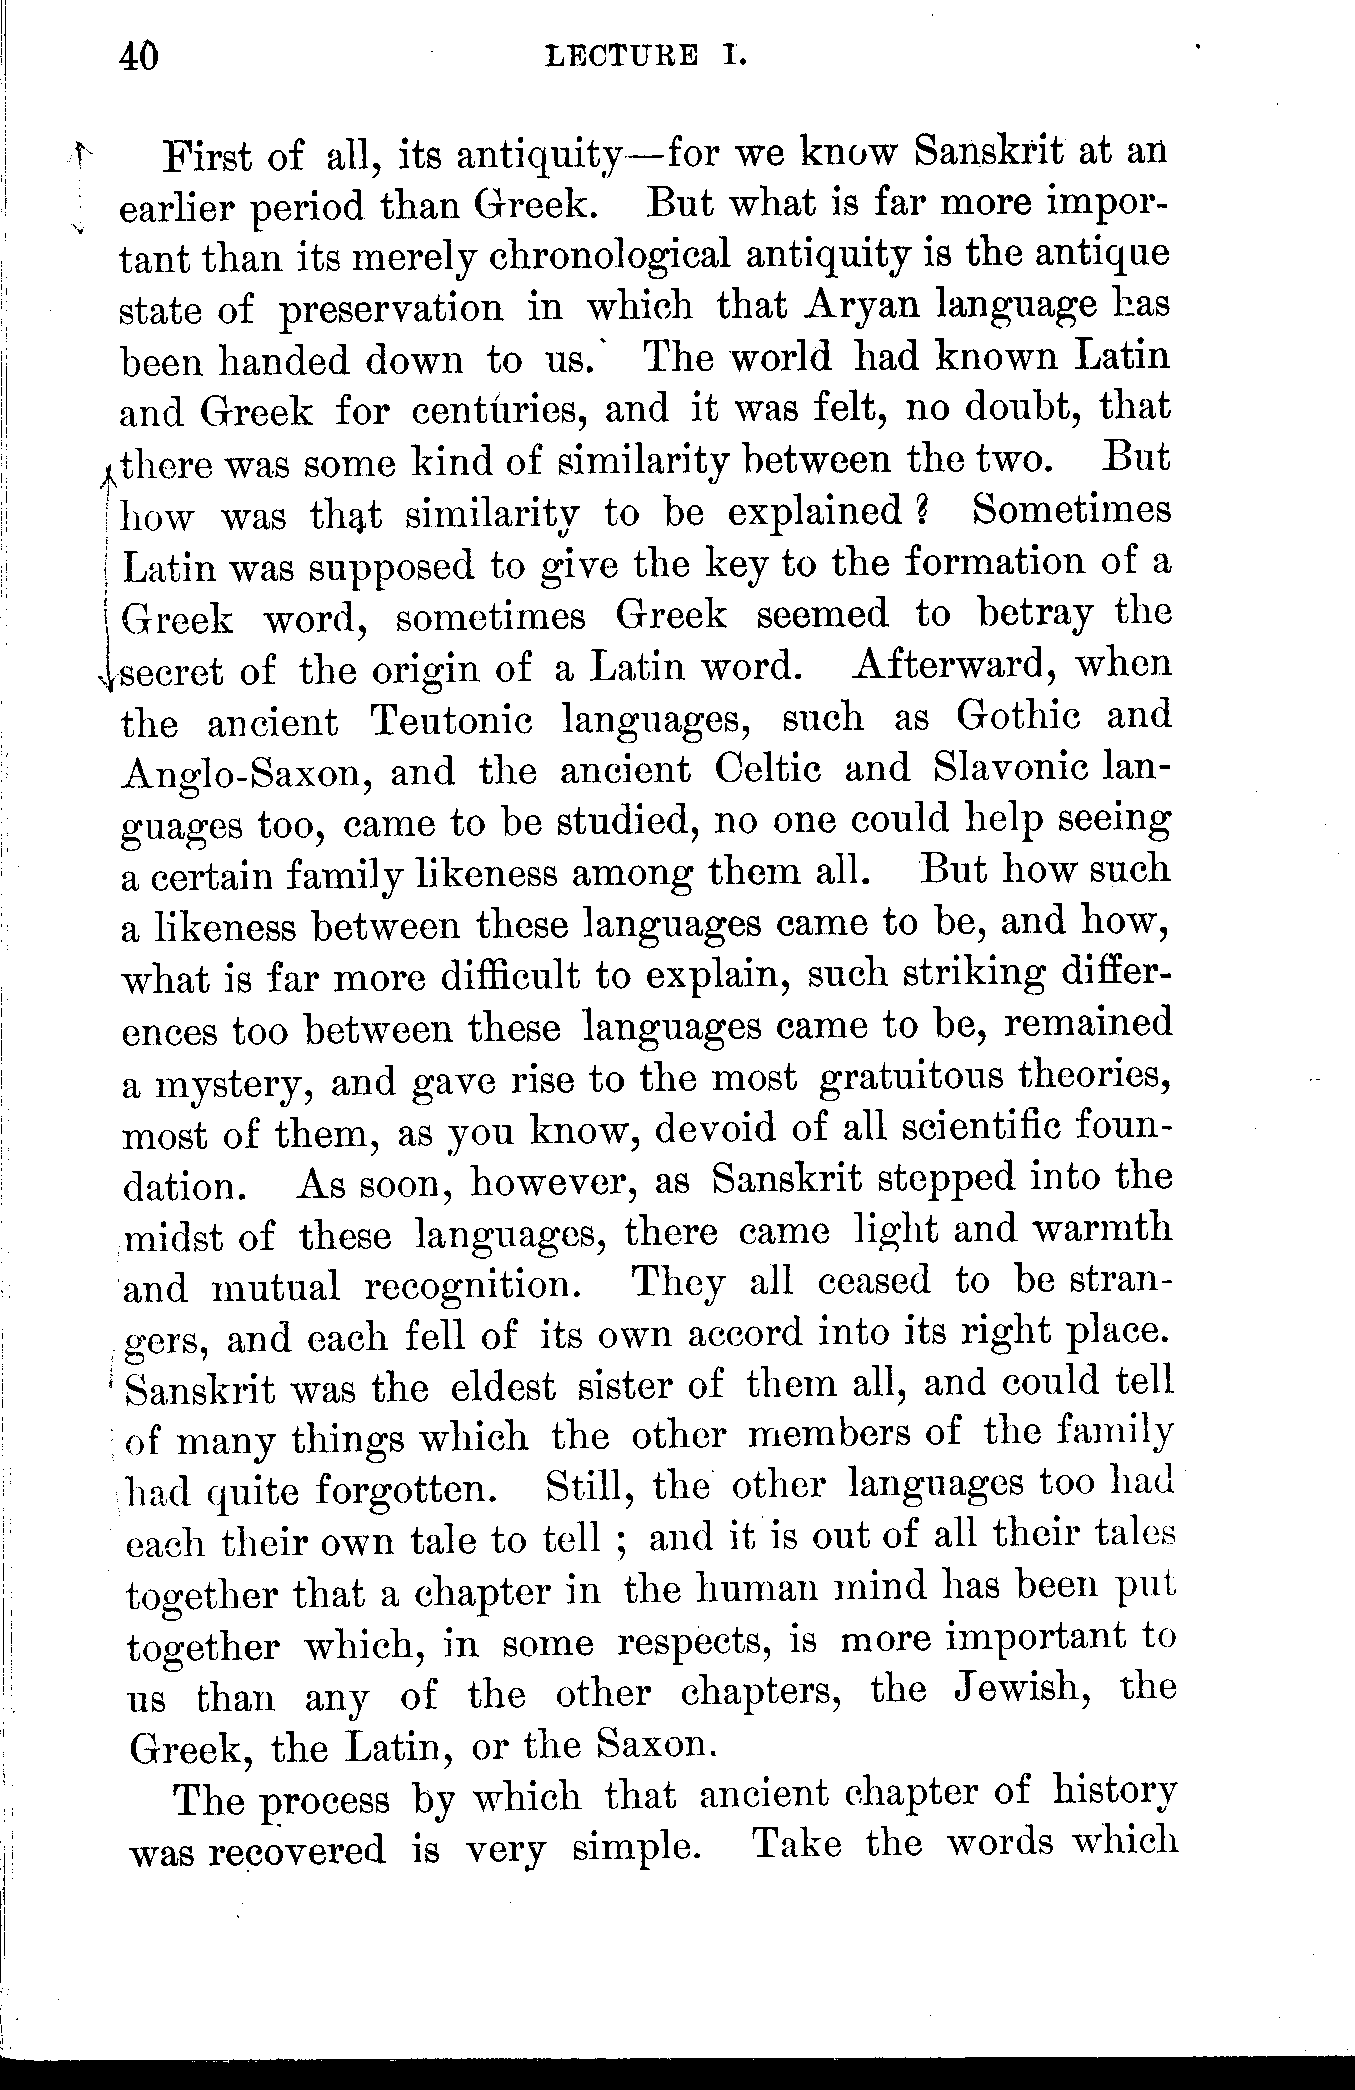 40 LECTURE I.
First of all, its antiquity—for we know Sanskrit at an
earlier period than Greek. But what is far more impor-
tant than its merely chronological antiquity is the antique
state of preservation in which that Aryan language has
been handed down to us. The world had known Latin
and Greek for centuries, and it was felt, no doubt, that
there was some kind of similarity between the two. But
how was that similarity to be explained ? Sometimes
Latin was supposed to give the key to the formation of a
Greek word, sometimes Greek seemed to betray the
secret of the origin of a Latin word. Afterward, when
the ancient Teutonic languages, such as Gothic and
Anglo-Saxon, and the ancient Celtic and Slavonic lan-
guages too, came to be studied, no one could help seeing
a certain family likeness among them all. But how such
a likeness between these languages came to be, and how,
what is far more difficult to explain, such striking differ-
ences too between these languages came to be, remained
a mystery, and gave rise to the most gratuitous theories,
most of them, as you know, devoid of all scientific foun-
dation. As soon, however, as Sanskrit stepped into the
midst of these languages, there came light and warmth
and mutual recognition. They all ceased to be stran-
gers, and each fell of its own accord into its right place.
Sanskrit was the eldest sister of them all, and could tell
of many things which the other members of the family
had quite forgotten. Still, the other languages too had
each their own tale to tell ; and it is out of all their tales
together that a chapter in the human mind has been put
together which, in some respects, is more important to
us than any of the other chapters, the Jewish, the
Greek, the Latin, or the Saxon.
The process by which that ancient chapter of history
was recovered is very simple. Take the words which